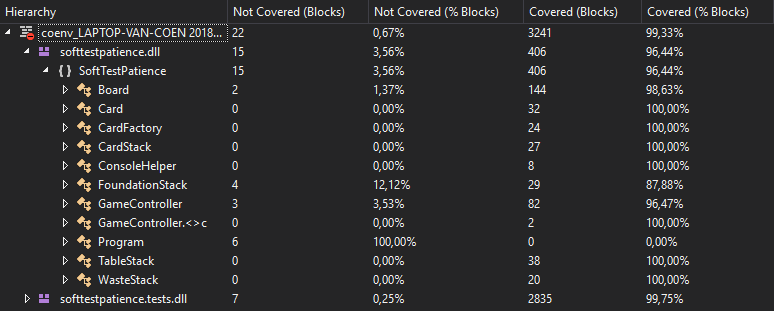 Hierarchy Not Covered (Blocks) Not Covered (% Blocks) Covered (Blocks) Covered (% Blocks)
coenv_LAPTOP-VAN-COEN 2018... 22 0,67% 3241 99,33%
softtestpatience.dll 15 3,56% 406 96,44%
{ } SoftTestPatience 15 3,56% 406 96,44%
Board 2 1,37% 144 98,63%
Card 0 0,00% 32 100,00%
CardFactory 0 0,00% 24 100,00%
CardStack 0 0,00% 27 100,00%
ConsoleHelper 0 0,00% 8 100,00%
FoundationStack 4 12,12% 29 87,88%
GameController 3 3,53% 82 96,47%
GameController.<>c 0 0,00% 2 100,00%
Program 6 100,00% 0 0,00%
TableStack 0 0,00% 38 100,00%
WasteStack 0 0,00% 20 100,00%
softtestpatience.tests.dll 7 0,25% 2835 99,75%